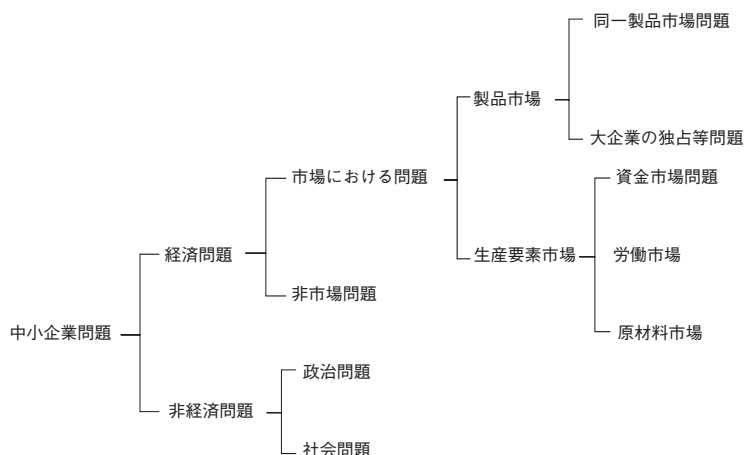 同一製品市場問題
製品市場
大企業の独占等問題
市場における問題
資金市場問題
経済問題
生産要素市場
労働市場
非市場問題
中小企業問題
原材料市場
政治問題
非経済問題
社会問題